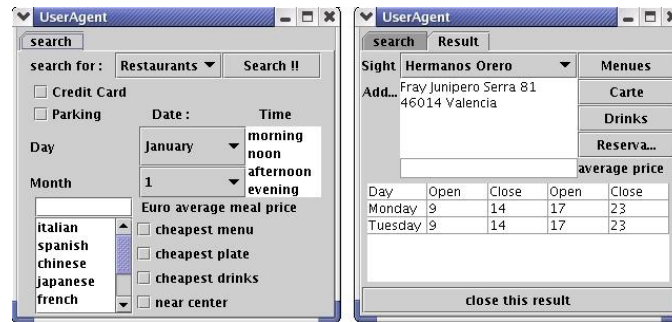 UserAgent
search
search for : Restaurants Search !!
Credit Card
Parking Date : Time
Day January morning
noon
afternoon
evening
Month 1
Euro average meal price
italian
spanish
chinese
japanese
french
cheapest menu
cheapest plate
cheapest drinks
near center
UserAgent
search Result
Sight Hermanos Orero Menues
Add... Fray Junipero Serra 81
46014 Valencia
Carte
Drinks
Reserva...
average price
Day Open Close Open Close
Monday 9 14 17 23
Tuesday 9 14 17 23
close this result